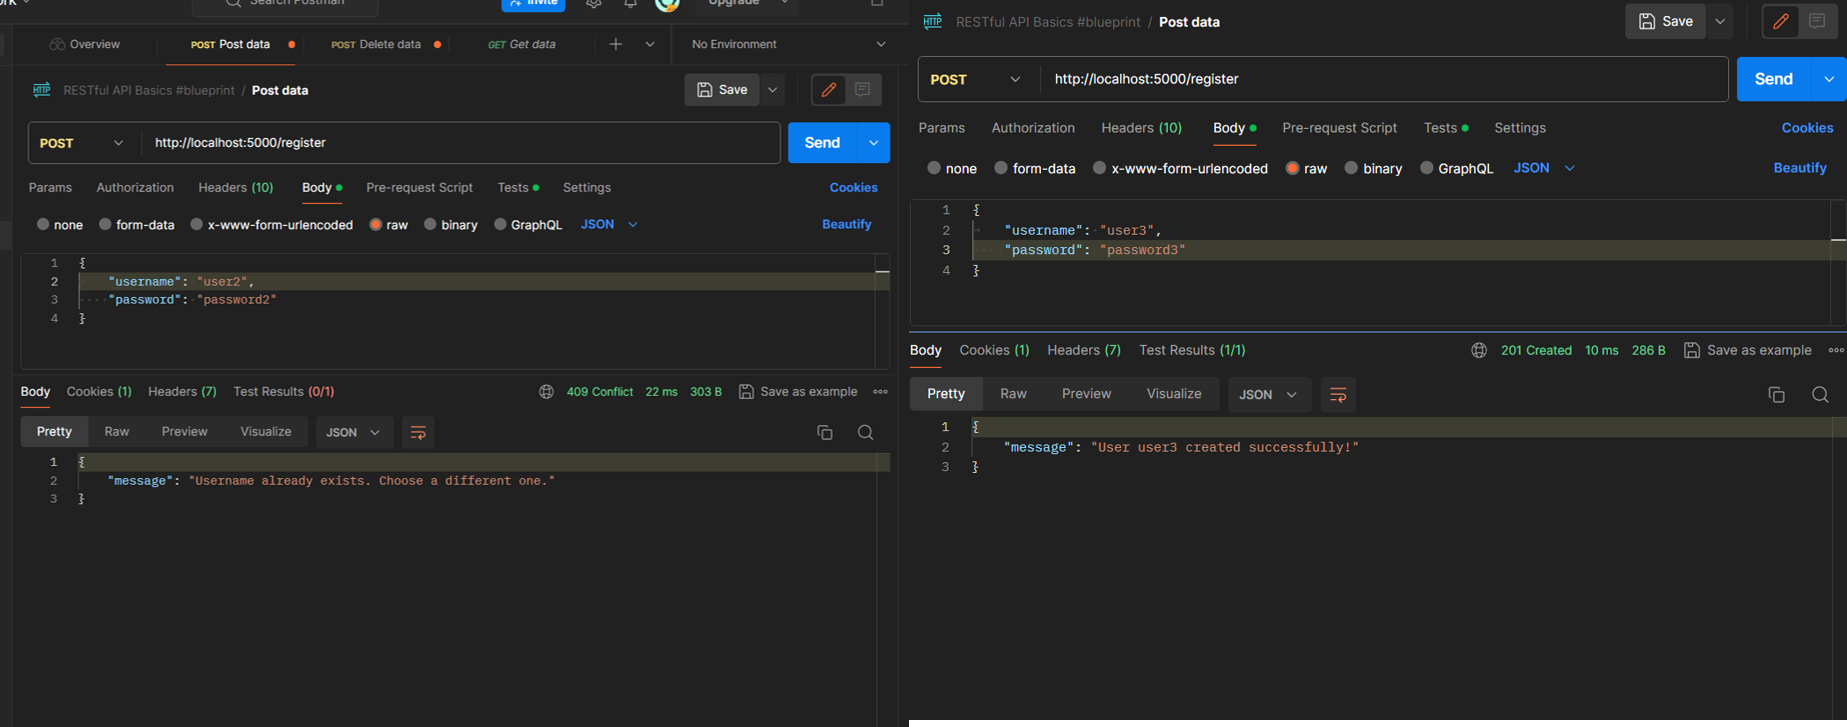 Search Postman
Invite
Upgrade
Overview
POST Post data
POST Delete data
GET Get data
No Environment
HTTP
RESTful API Basics #blueprint / Post data
Save
POST
http://localhost:5000/register
Send
Params
Authorization
Headers (10)
Body
Pre-request Script
Tests
Settings
Cookies
none
form-data
x-www-form-urlencoded
raw
binary
GraphQL
JSON
Beautify
1 {
2 "username": "user2",
3 "password": "password2"
4 }
Body
Cookies (1)
Headers (7)
Test Results (0/1)
409 Conflict
22 ms
303 B
Save as example
Pretty
Raw
Preview
Visualize
JSON
1 {
2 "message": "Username already exists. Choose a different one."
3 }
HTTP
RESTful API Basics #blueprint / Post data
Save
POST
http://localhost:5000/register
Send
Params
Authorization
Headers (10)
Body
Pre-request Script
Tests
Settings
Cookies
none
form-data
x-www-form-urlencoded
raw
binary
GraphQL
JSON
Beautify
1 {
2 "username": "user3",
3 "password": "password3"
4 }
Body
Cookies (1)
Headers (7)
Test Results (1/1)
201 Created
10 ms
286 B
Save as example
Pretty
Raw
Preview
Visualize
JSON
1 {
2 "message": "User user3 created successfully!"
3 }